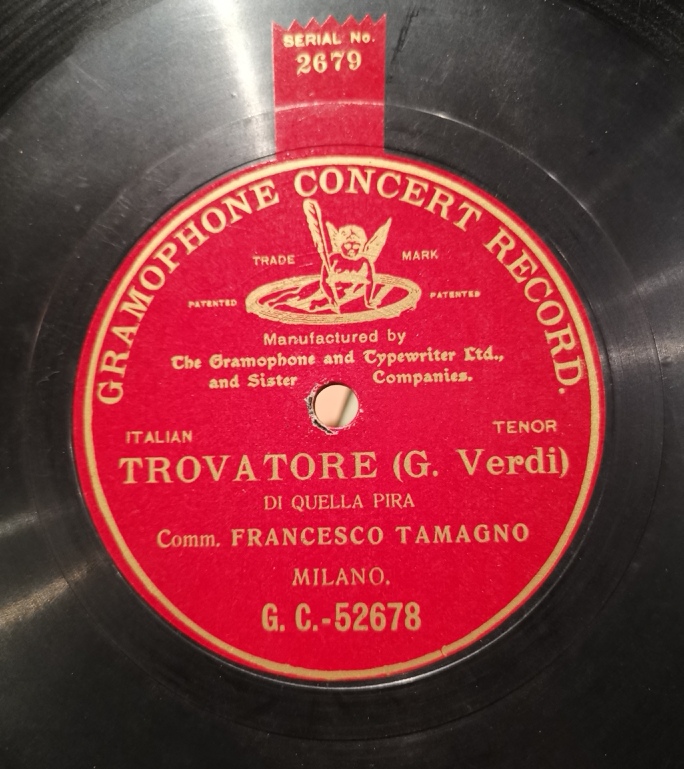 SERIAL No.
2679
GRAMOPHONE CONCERT RECORD.
TRADE MARK
PATENTED PATENTED
Manufactured by
The Gramophone and Typewriter Ltd.,
and Sister Companies.
ITALIAN TENOR
TROVATORE (G. Verdi)
DI QUELLA PIRA
Comm. FRANCESCO TAMAGNO
MILANO.
G. C.-52678